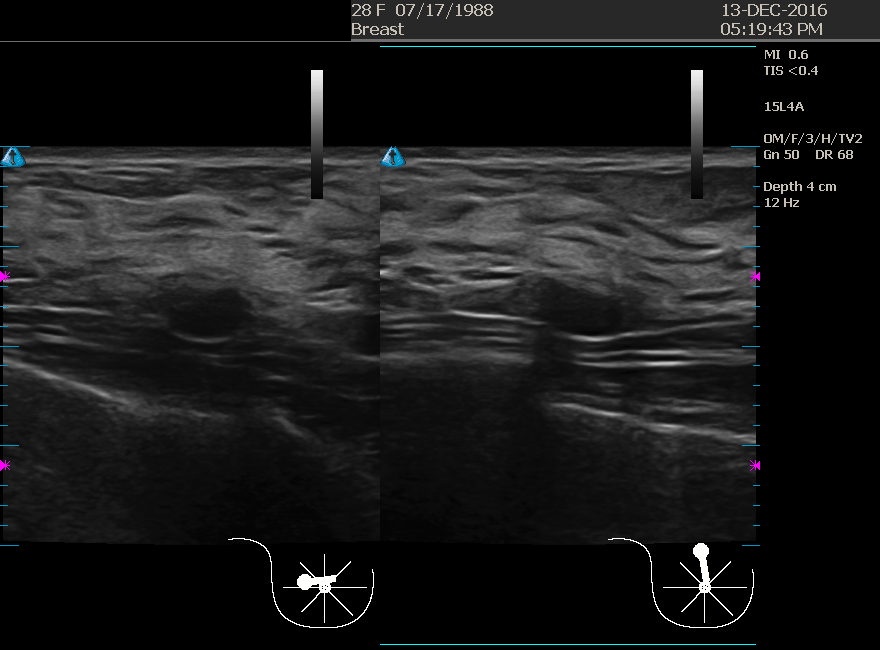 28 F 07/17/1988 13-DEC-2016
Breast 05:19:43 PM
MI 0.6
TIS <0.4
15L4A
OM/F/3/H/TV2
Gn 50 DR 68
Depth 4 cm
12 Hz